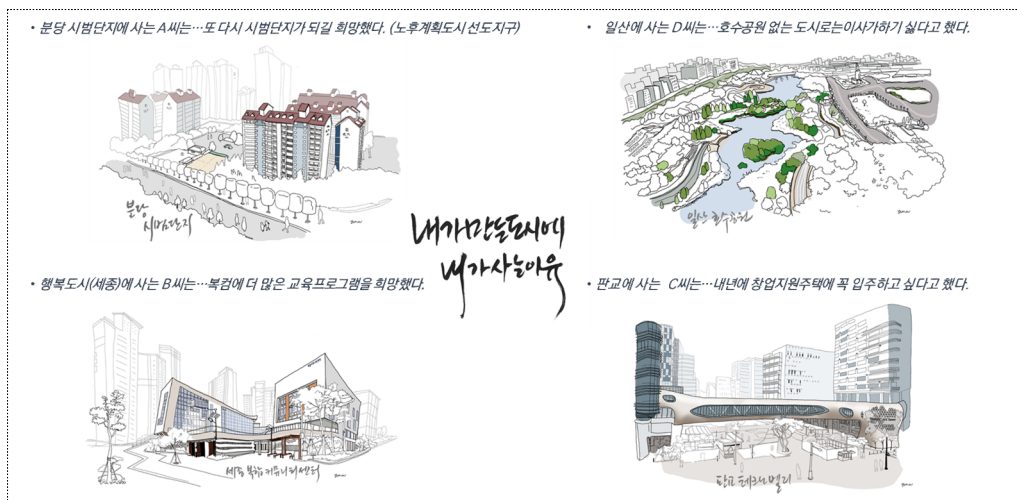 • 분당 시범단지에 사는 A씨는…또 다시 시범단지가 되길 희망했다. (노후계획도시 선도지구)
• 일산에 사는 D씨는…호수공원 없는 도시로는이사가하기 싫다고 했다.
분당
시범단지
일산 호수공원
내가만든도시에
내가사는이유
• 행복도시(세종)에 사는 B씨는…복컴에 더 많은 교육프로그램을 희망했다.
• 판교에 사는 C씨는…내년에 창업지원주택에 꼭 입주하고 싶다고 했다.
세종 복합커뮤니티센터
판교 테크노밸리